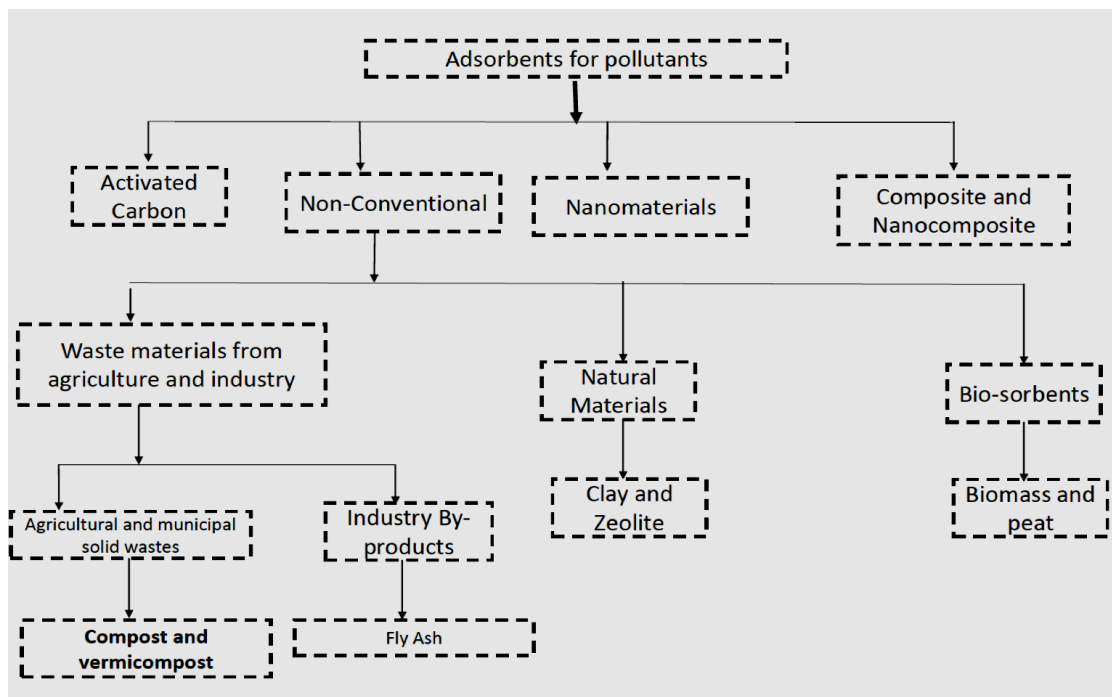 Adsorbents for pollutants
Activated
Carbon
Non-Conventional
Nanomaterials
Composite and
Nanocomposite
Waste materials from
agriculture and industry
Natural
Materials
Bio-sorbents
Agricultural and municipal
solid wastes
Industry By-
products
Clay and
Zeolite
Biomass and
peat
Compost and
vermicompost
Fly Ash